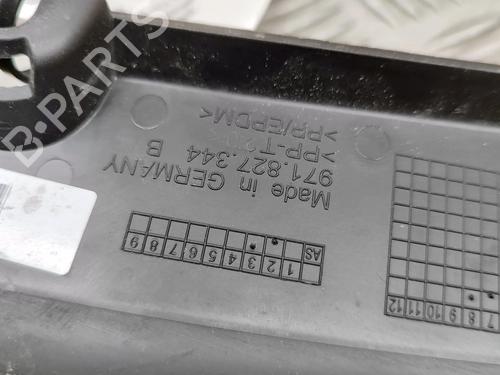 Made in GERMANY
971.827.344 B
>PP-T20<
>PP/EPDM<
AS 1 2 3 4 5 6 7 8 9
7 8 9 10 11 12
B-PARTS